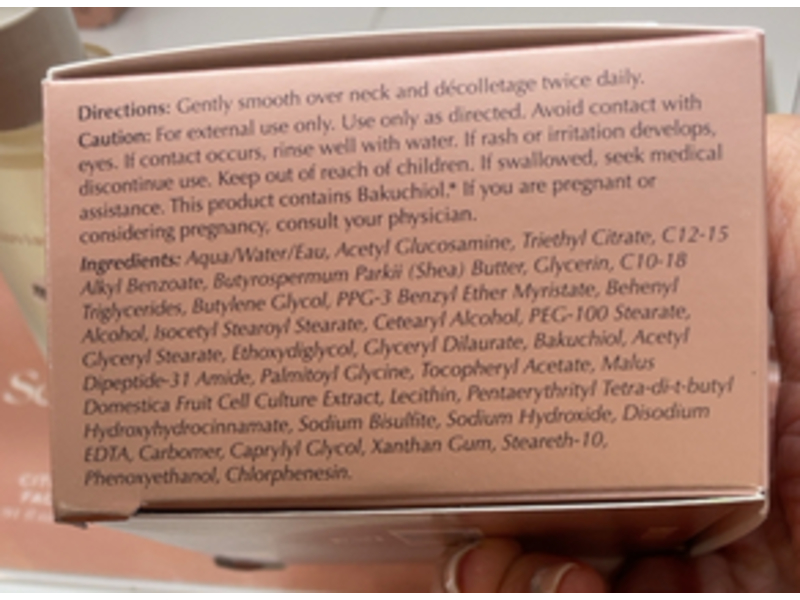 Directions: Gently smooth over neck and décolletage twice daily.
Caution: For external use only. Use only as directed. Avoid contact with
eyes. If contact occurs, rinse well with water. If rash or irritation develops,
discontinue use. Keep out of reach of children. If swallowed, seek medical
assistance. This product contains Bakuchiol.* If you are pregnant or
considering pregnancy, consult your physician.
Ingredients: Aqua/Water/Eau, Acetyl Glucosamine, Triethyl Citrate, C12-15
Alkyl Benzoate, Butyrospermum Parkii (Shea) Butter, Glycerin, C10-18
Triglycerides, Butylene Glycol, PPG-3 Benzyl Ether Myristate, Behenyl
Alcohol, Isocetyl Stearoyl Stearate, Cetearyl Alcohol, PEG-100 Stearate,
Glyceryl Stearate, Ethoxydiglycol, Glyceryl Dilaurate, Bakuchiol, Acetyl
Dipeptide-31 Amide, Palmitoyl Glycine, Tocopheryl Acetate, Malus
Domestica Fruit Cell Culture Extract, Lecithin, Pentaerythrityl Tetra-di-t-butyl
Hydroxyhydrocinnamate, Sodium Bisulfite, Sodium Hydroxide, Disodium
EDTA, Carbomer, Caprylyl Glycol, Xanthan Gum, Steareth-10,
Phenoxyethanol, Chlorphenesin.